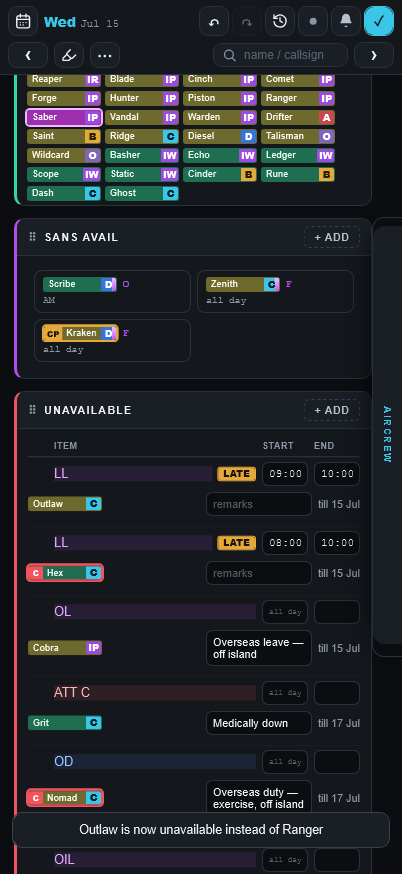 Wed Jul 15
name / callsign
Reaper IP Blade IP Cinch IP Comet IP
Forge IP Hunter IP Piston IP Ranger IP
Saber IP Vandal IP Warden IP Drifter A
Saint B Ridge C Diesel D Talisman O
Wildcard O Basher IW Echo IW Ledger IW
Scope IW Static IW Cinder B Rune B
Dash C Ghost C
SANS AVAIL + ADD
Scribe D O Zenith C F
AM all day
CP Kraken D F
all day
AIRCREW
UNAVAILABLE + ADD
ITEM START END
LL LATE 09:00 10:00
Outlaw C remarks till 15 Jul
LL LATE 08:00 10:00
C Hex C remarks till 15 Jul
OL all day
Cobra IP Overseas leave — till 15 Jul
off island
ATT C all day
Grit C Medically down till 17 Jul
OD all day
C Nomad C Overseas duty — till 17 Jul
exercise, off island
Outlaw is now unavailable instead of Ranger
OIL all day